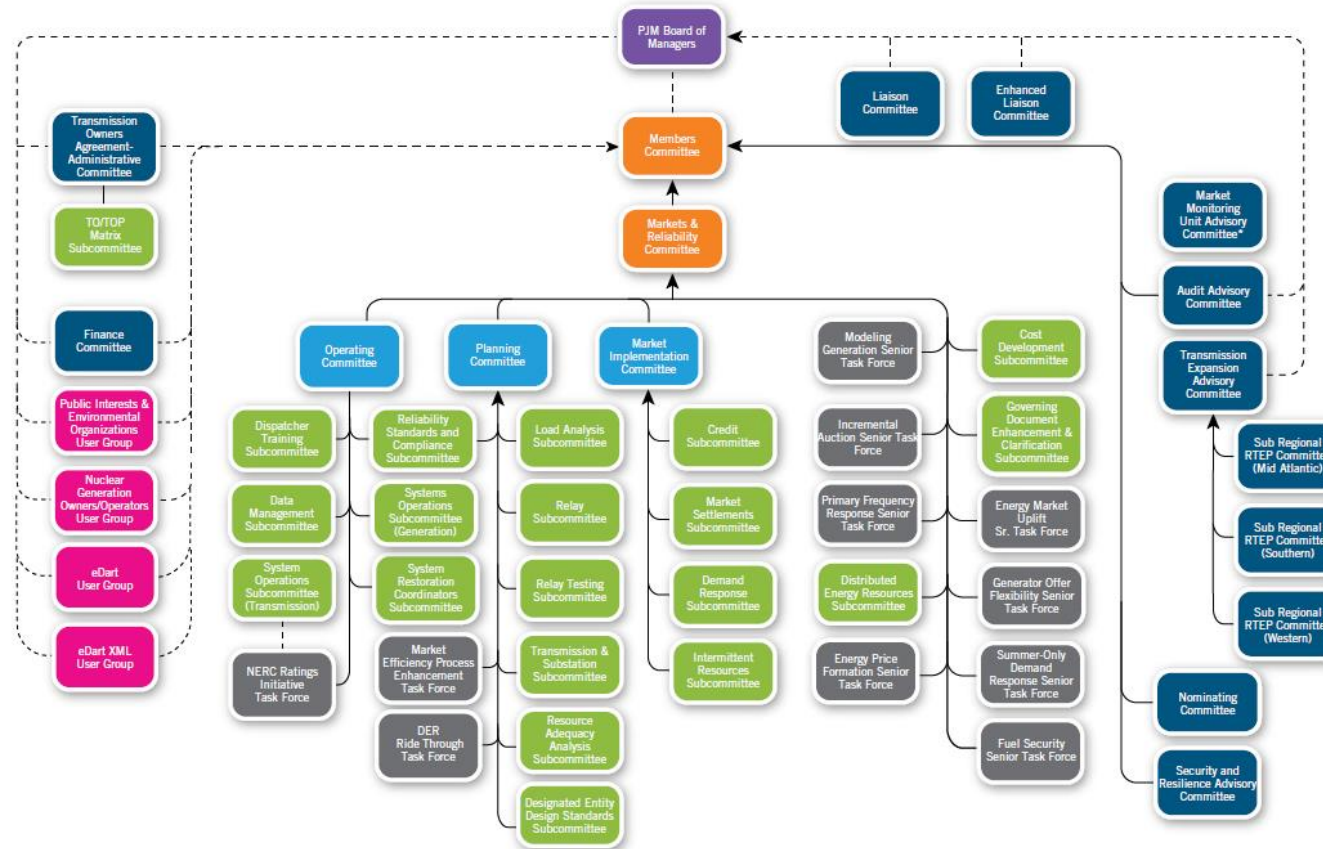 PJM Board of
Managers
Liaison
Committee
Enhanced
Liaison
Committee
Transmission
Owners
Agreement-
Administrative
Committee
Members
Committee
TO/TOP
Matrix
Subcommittee
Markets &
Reliability
Committee
Market
Monitoring
Unit Advisory
Committee*
Audit Advisory
Committee
Finance
Committee
Operating
Committee
Planning
Committee
Market
Implementation
Committee
Modeling
Generation Senior
Task Force
Cost
Development
Subcommittee
Transmission
Expansion
Advisory
Committee
Public Interests &
Environmental
Organizations
User Group
Dispatcher
Training
Subcommittee
Reliability
Standards and
Compliance
Subcommittee
Load Analysis
Subcommittee
Credit
Subcommittee
Incremental
Auction Senior Task
Force
Governing
Document
Enhancement &
Clarification
Subcommittee
Sub Regional
RTEP Committee
(Mid Atlantic)
Nuclear
Generation
Owners/Operators
User Group
Data
Management
Subcommittee
Systems
Operations
Subcommittee
(Generation)
Relay
Subcommittee
Market
Settlements
Subcommittee
Primary Frequency
Response Senior
Task Force
Energy Market
Uplift
Sr. Task Force
Sub Regional
RTEP Committee
(Southern)
eDart
User Group
System
Operations
Subcommittee
(Transmission)
System
Restoration
Coordinators
Subcommittee
Relay Testing
Subcommittee
Demand
Response
Subcommittee
Distributed
Energy Resources
Subcommittee
Generator Offer
Flexibility Senior
Task Force
Sub Regional
RTEP Committee
(Western)
eDart XML
User Group
NERC Ratings
Initiative
Task Force
Market
Efficiency Process
Enhancement
Task Force
Transmission &
Substation
Subcommittee
Intermittent
Resources
Subcommittee
Energy Price
Formation Senior
Task Force
Summer-Only
Demand
Response Senior
Task Force
Nominating
Committee
DER
Ride Through
Task Force
Resource
Adequacy
Analysis
Subcommittee
Fuel Security
Senior Task Force
Security and
Resilience Advisory
Committee
Designated Entity
Design Standards
Subcommittee